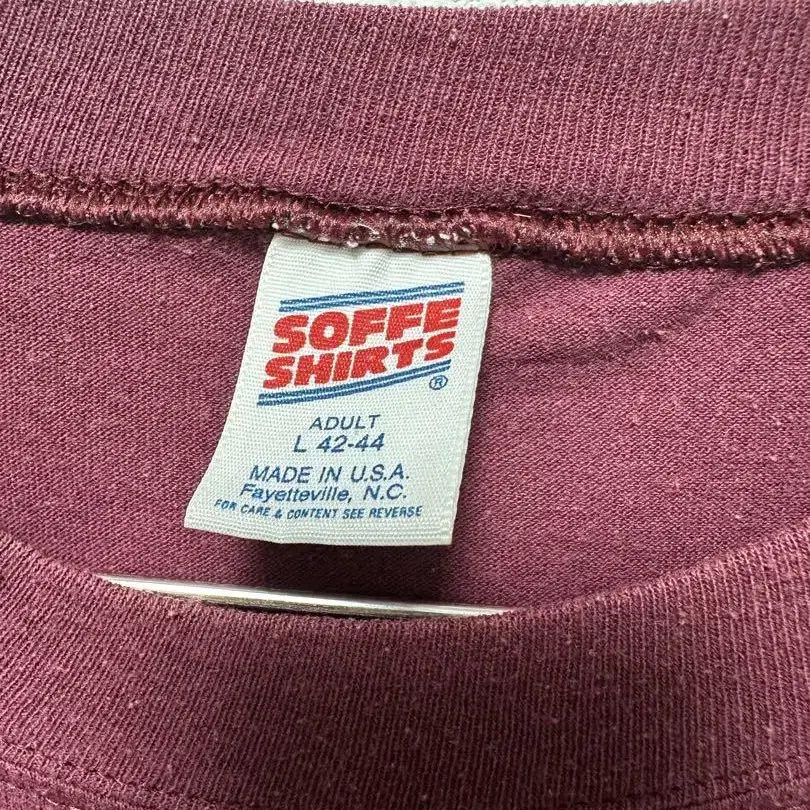 SOFFE
SHIRTS®
ADULT
L 42-44
MADE IN U.S.A.
Fayetteville, N.C.
FOR CARE & CONTENT SEE REVERSE